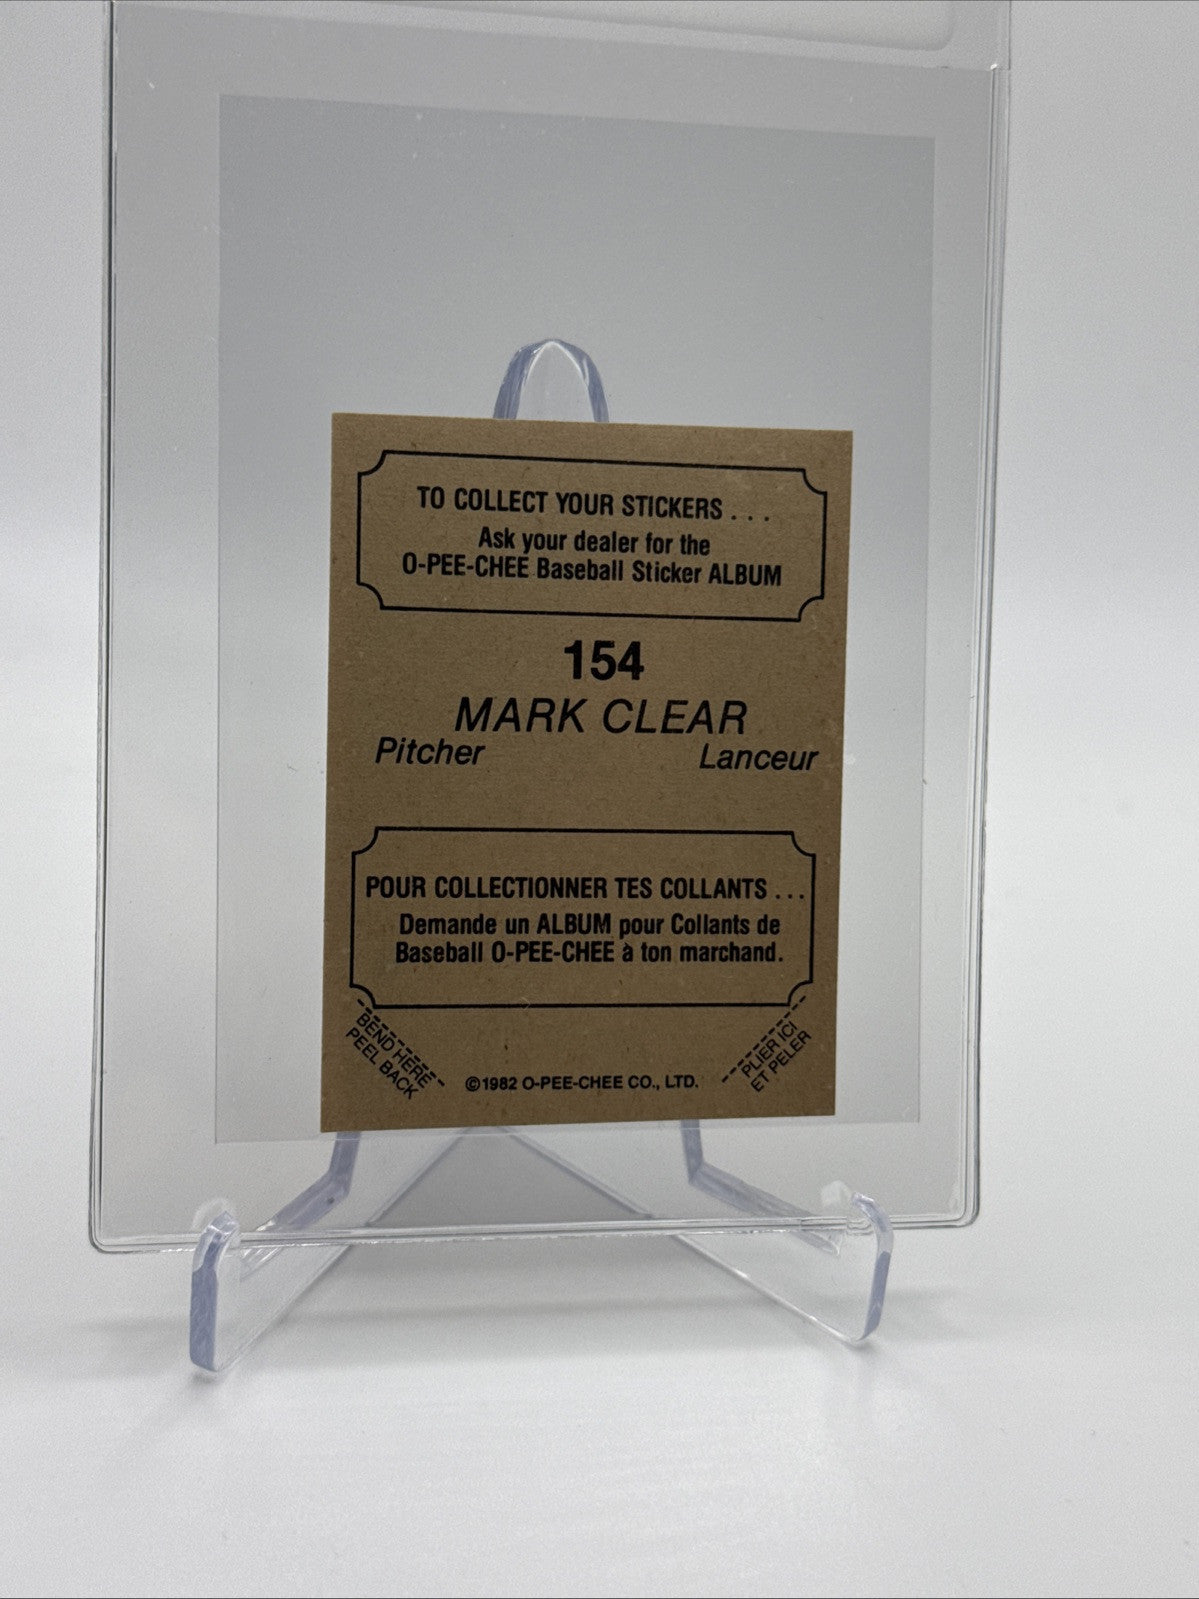 TO COLLECT YOUR STICKERS . . .
Ask your dealer for the
O-PEE-CHEE Baseball Sticker ALBUM
154
MARK CLEAR
Pitcher Lanceur
POUR COLLECTIONNER TES COLLANTS . . .
Demande un ALBUM pour Collants de
Baseball O-PEE-CHEE à ton marchand.
BEND HERE
PEEL BACK
©1982 O-PEE-CHEE CO., LTD.
PLIER ICI
ET PELER